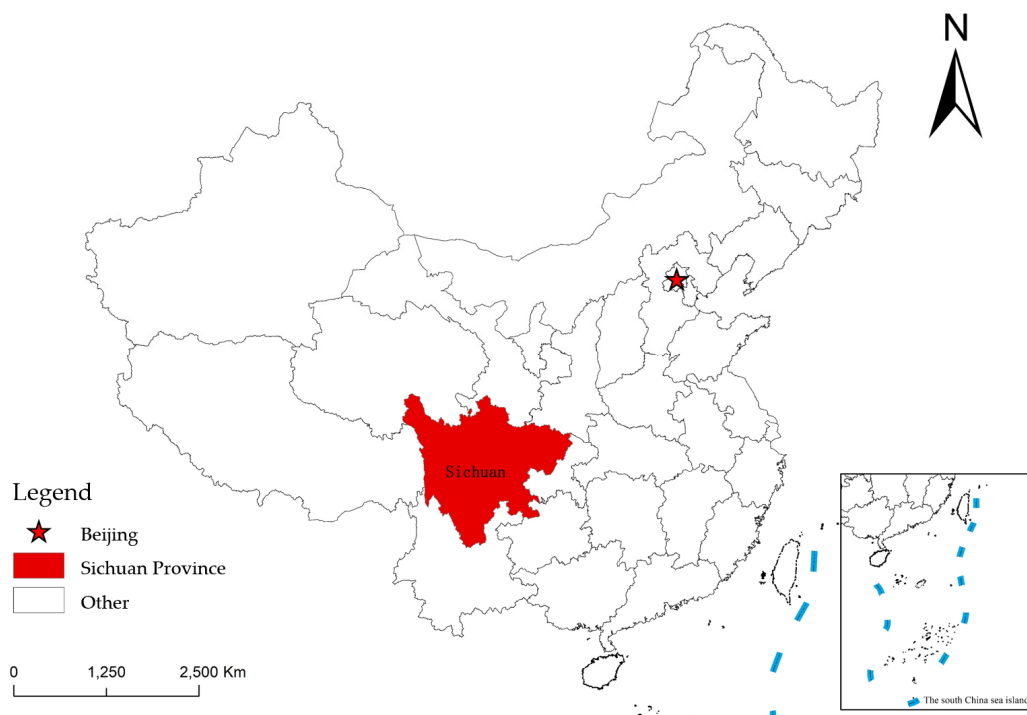 N
Sichuan
Legend
Beijing
Sichuan Province
Other
0 1,250 2,500 Km
The south China sea island